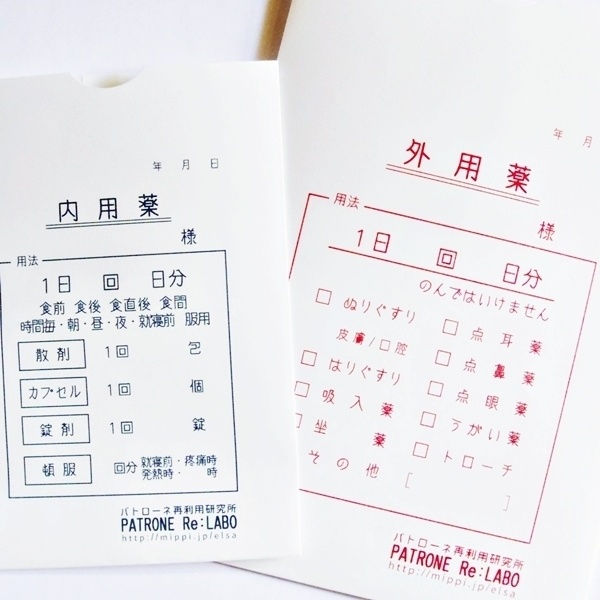 年 月 日
内用薬
様
用法
1日 回 日分
食前 食後 食直後 食間
時間毎・朝・昼・夜・就寝前 服用
散剤 1回 包
カプセル 1回 個
錠剤 1回 錠
頓服 回分 就寝前・疼痛時
発熱時・ 時
パトローネ再利用研究所
PATRONE Re:LABO
http://mippi.jp/elsa
年 月
外用薬
様
用法
1日 回 日分
のんではいけません
□ ぬりぐすり
皮膚/口腔
□ はりぐすり
□ 吸入薬
□ 坐薬
その他 [ ]
□ 点耳薬
□ 点鼻薬
□ 点眼薬
□ うがい薬
□ トローチ
パトローネ再利用研究所
PATRONE Re:LABO
http://mippi.jp/elsa